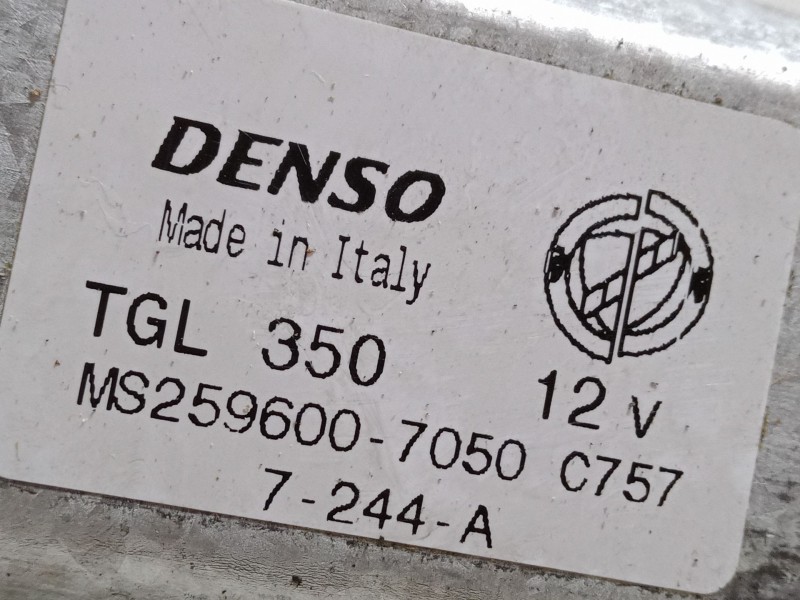 DENSO
Made in Italy
TGL 350
12 V
MS259600-7050 C757
7-244-A